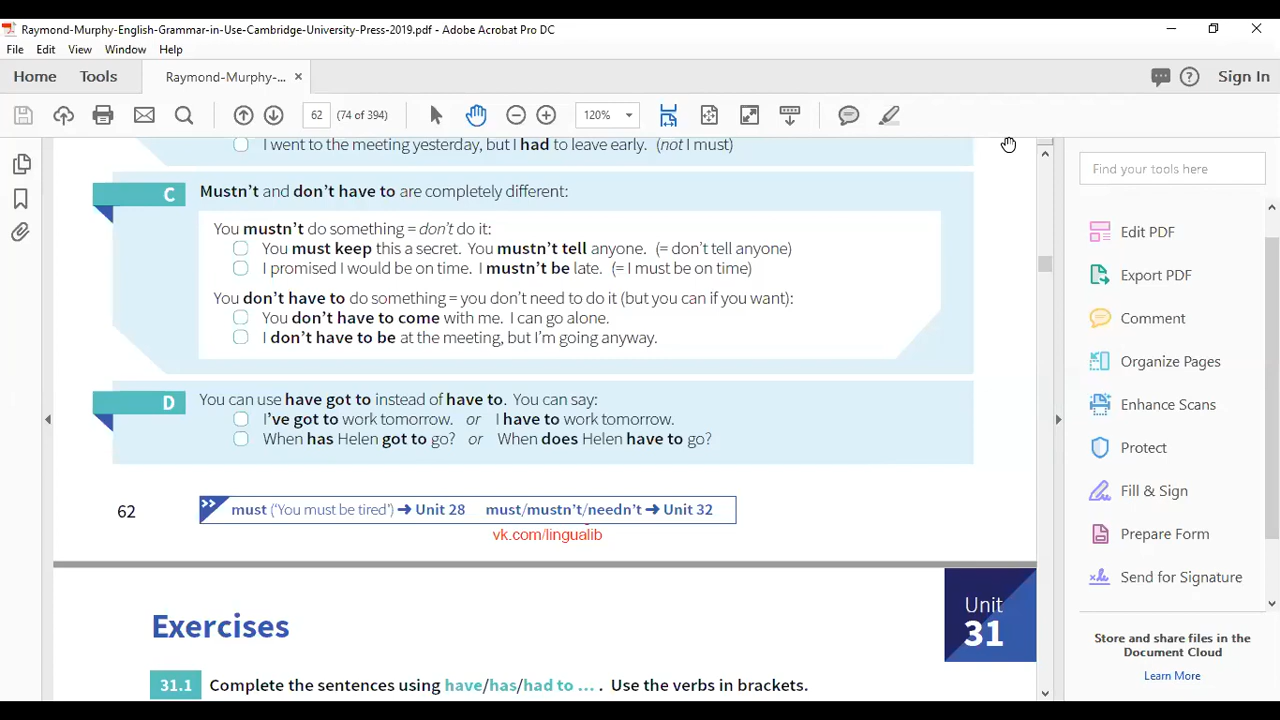 Raymond-Murphy-English-Grammar-in-Use-Cambridge-University-Press-2019.pdf - Adobe Acrobat Pro DC
File Edit View Window Help
Home Tools Raymond-Murphy-... × Sign In
62 (74 of 394) 120%
I went to the meeting yesterday, but I had to leave early. (not I must)
C Mustn't and don't have to are completely different:
You mustn't do something = don't do it:
You must keep this a secret. You mustn't tell anyone. (= don't tell anyone)
I promised I would be on time. I mustn't be late. (= I must be on time)
You don't have to do something = you don't need to do it (but you can if you want):
You don't have to come with me. I can go alone.
I don't have to be at the meeting, but I'm going anyway.
D You can use have got to instead of have to. You can say:
I've got to work tomorrow. or I have to work tomorrow.
When has Helen got to go? or When does Helen have to go?
62 must ('You must be tired') ➜ Unit 28 must/mustn't/needn't ➜ Unit 32
vk.com/lingualib
Exercises
Unit
31
31.1 Complete the sentences using have/has/had to ... . Use the verbs in brackets.
Find your tools here
Edit PDF
Export PDF
Comment
Organize Pages
Enhance Scans
Protect
Fill & Sign
Prepare Form
Send for Signature
Store and share files in the
Document Cloud
Learn More